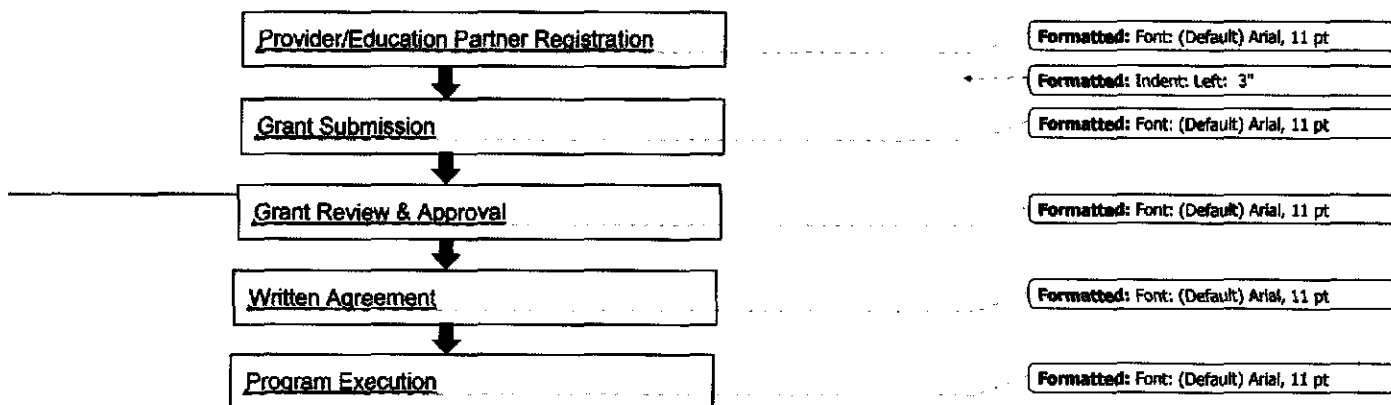 Provider/Education Partner Registration
Formatted: Font: (Default) Arial, 11 pt
Formatted: Indent: Left: 3"
Grant Submission
Formatted: Font: (Default) Arial, 11 pt
Grant Review & Approval
Formatted: Font: (Default) Arial, 11 pt
Written Agreement
Formatted: Font: (Default) Arial, 11 pt
Program Execution
Formatted: Font: (Default) Arial, 11 pt